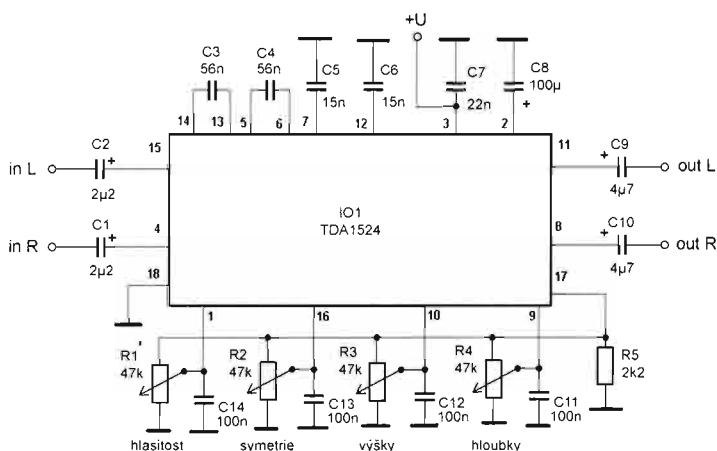 +U
C3
56n
C4
56n
C5
15n
C6
15n
C7
22n
C8
100µ
+
14
13
5
6
7
12
3
2
in L
C2
+
2µ2
15
11
C9
+
4µ7
out L
IO1
TDA1524
in R
C1
+
2µ2
4
8
C10
+
4µ7
out R
18
17
1
16
10
9
R1
47k
R2
47k
R3
47k
R4
47k
R5
2k2
C14
100n
C13
100n
C12
100n
C11
100n
hlasitost
symetrie
výšky
hloubky